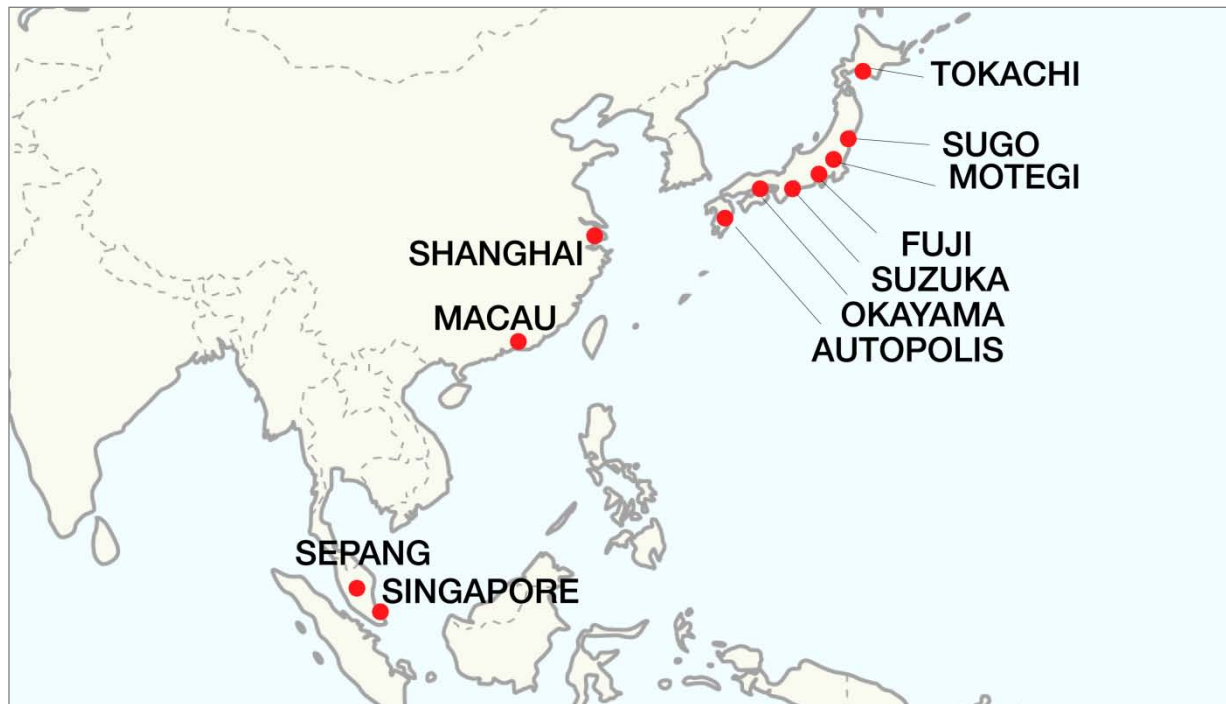 TOKACHI
SUGO
MOTEGI
FUJI
SHANGHAI
SUZUKA
OKAYAMA
MACAU
AUTOPOLIS
SEPANG
SINGAPORE